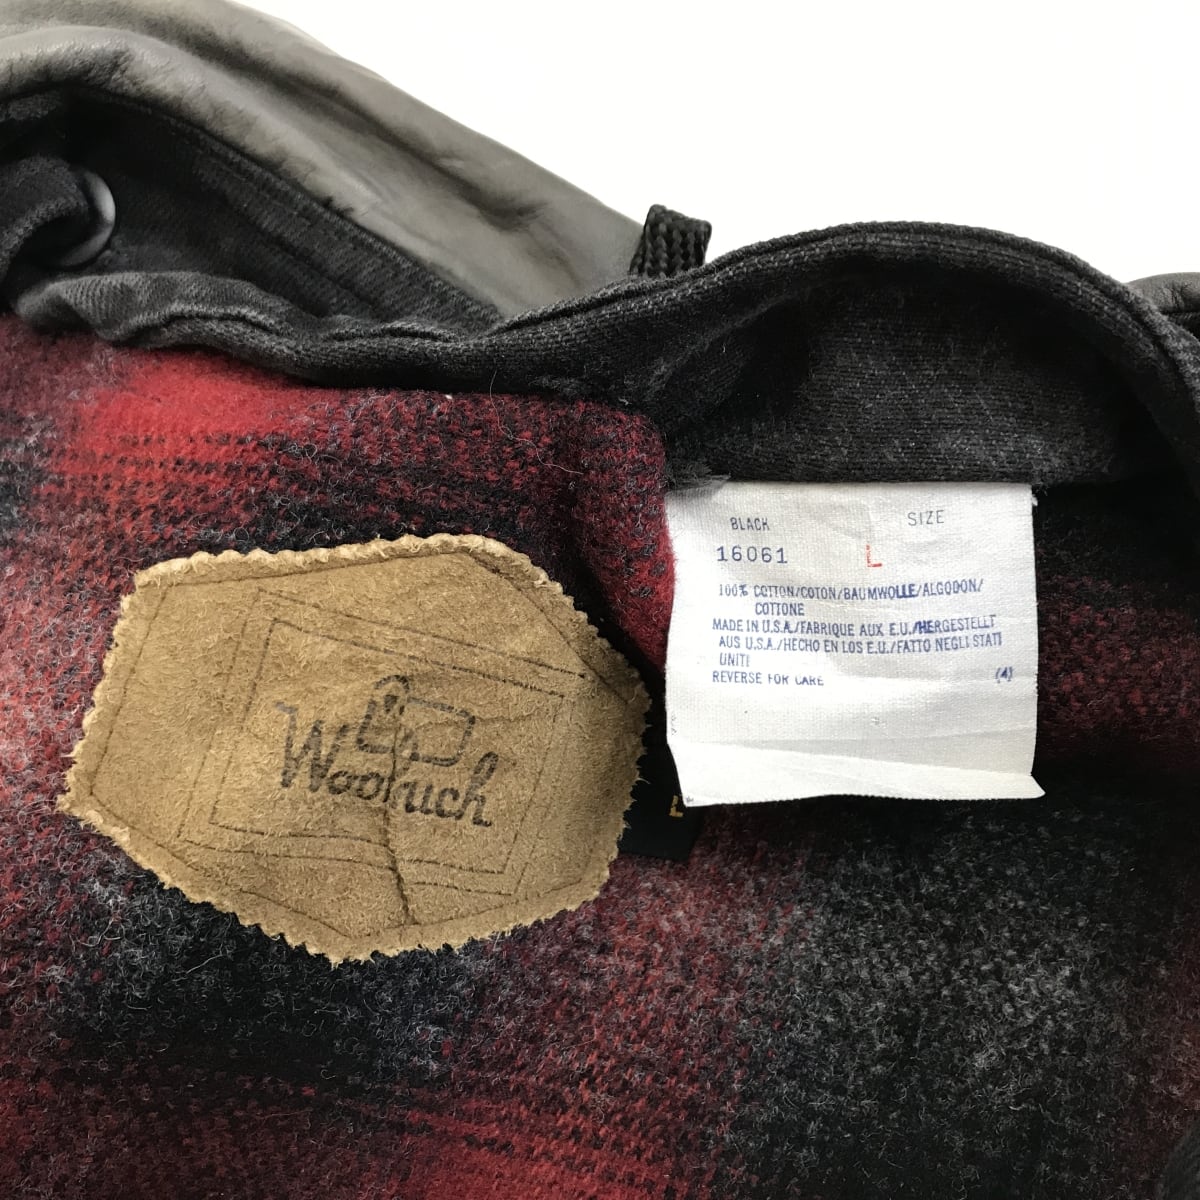 Woolrich
BLACK SIZE
16061 L
100% COTTON/COTON/BAUMWOLLE/ALGODON/
COTTONE
MADE IN U.S.A./FABRIQUE AUX E.U./HERGESTELLT
AUS U.S.A./HECHO EN LOS E.U./FATTO NEGLI STATI
UNITI
REVERSE FOR CARE (4)